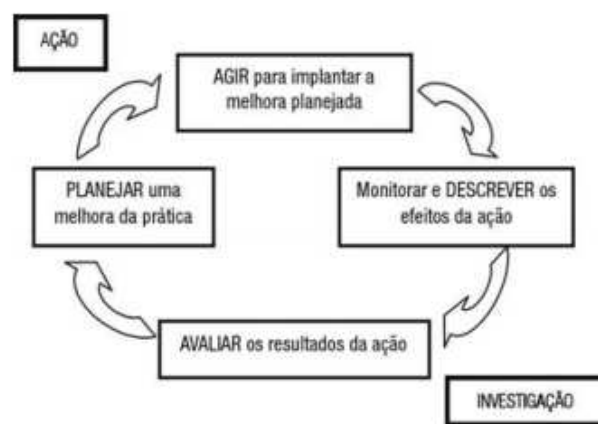 AÇÃO
AGIR para implantar a
melhora planejada
PLANEJAR uma
melhora da prática
Monitorar e DESCREVER os
efeitos da ação
AVALIAR os resultados da ação
INVESTIGAÇÃO